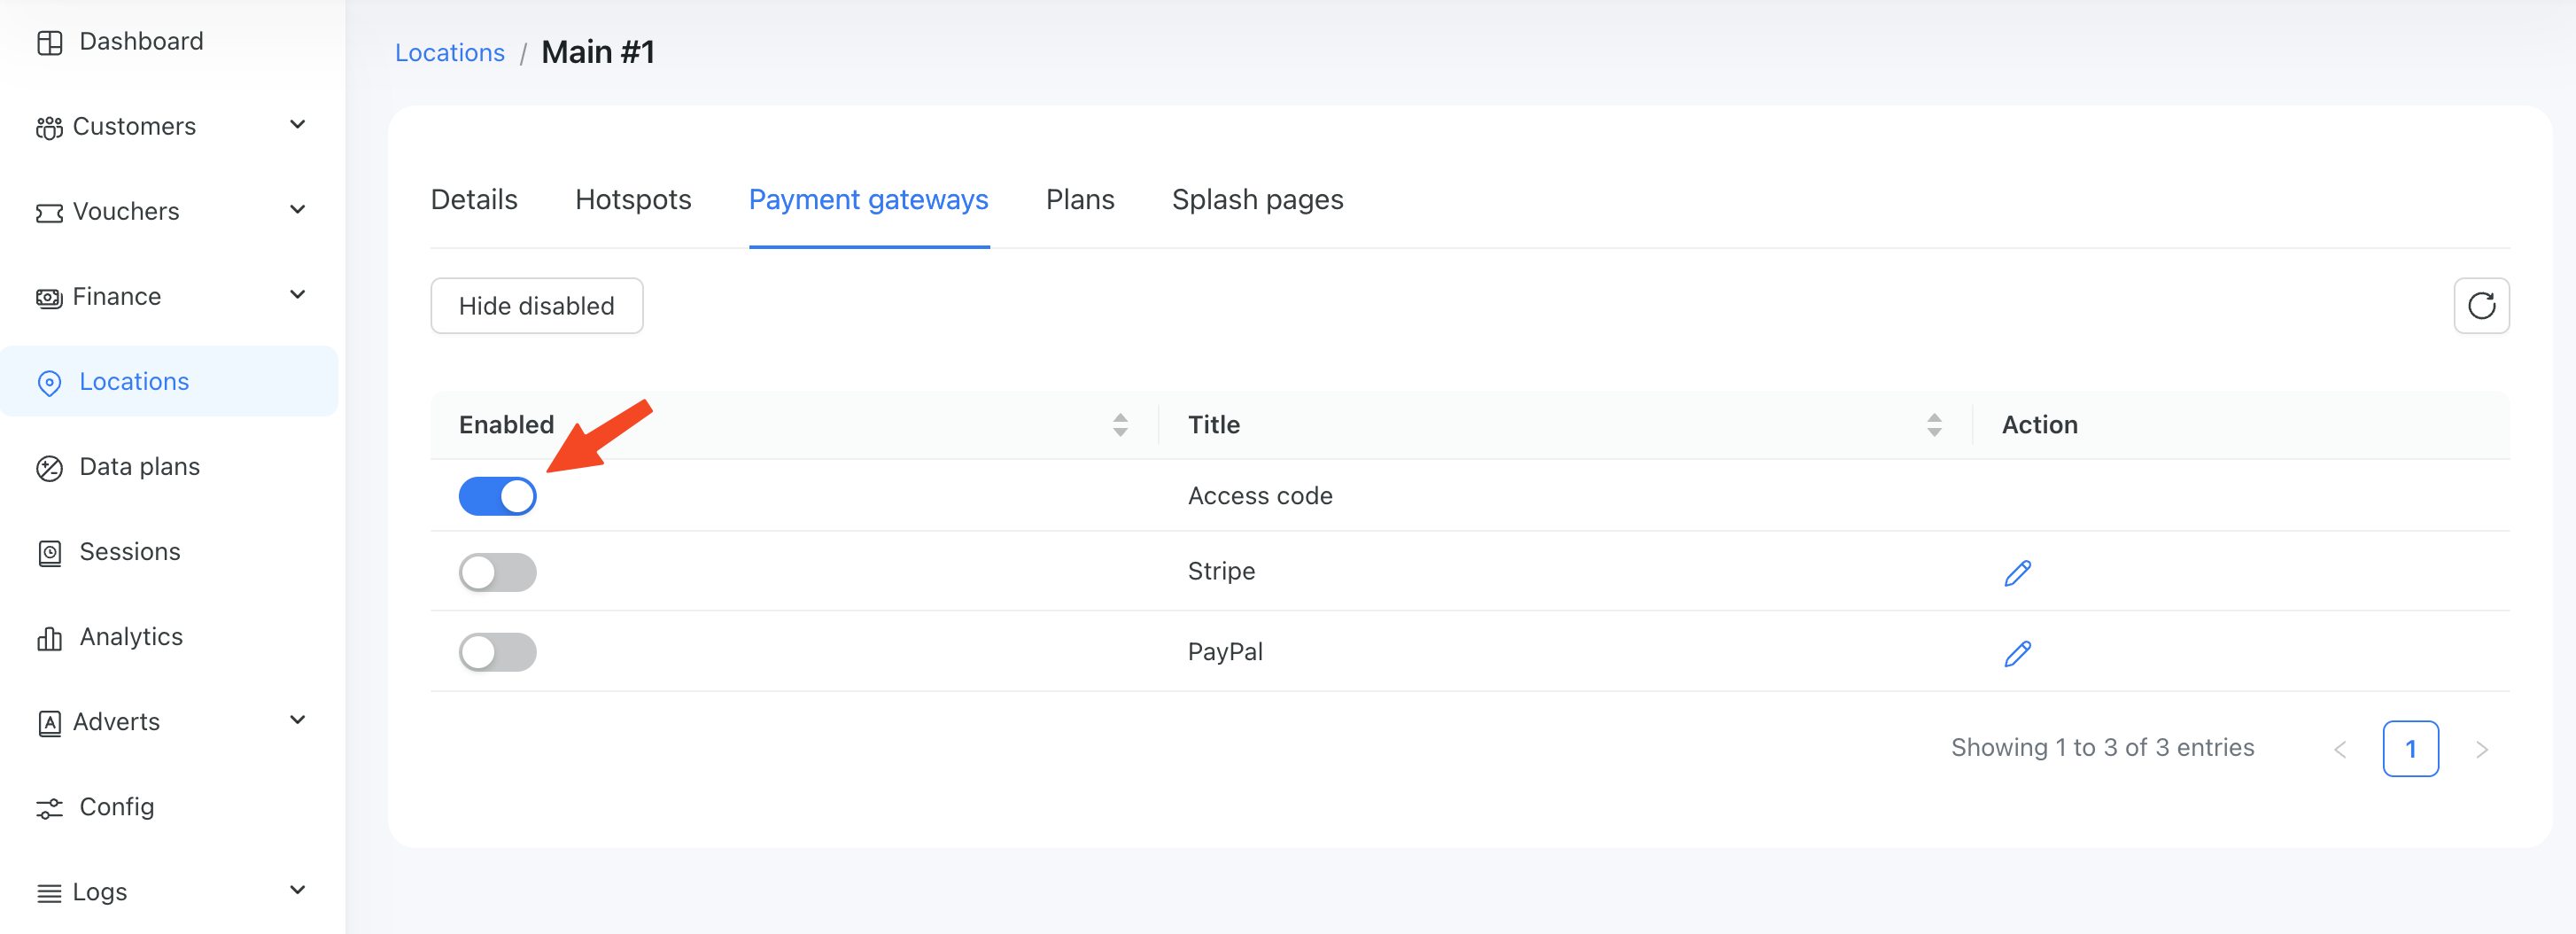 Dashboard
Customers
Vouchers
Finance
Locations
Data plans
Sessions
Analytics
Adverts
Config
Logs
Locations / Main #1
Details Hotspots Payment gateways Plans Splash pages
Hide disabled
Enabled Title Action
Access code
Stripe
PayPal
Showing 1 to 3 of 3 entries < 1 >